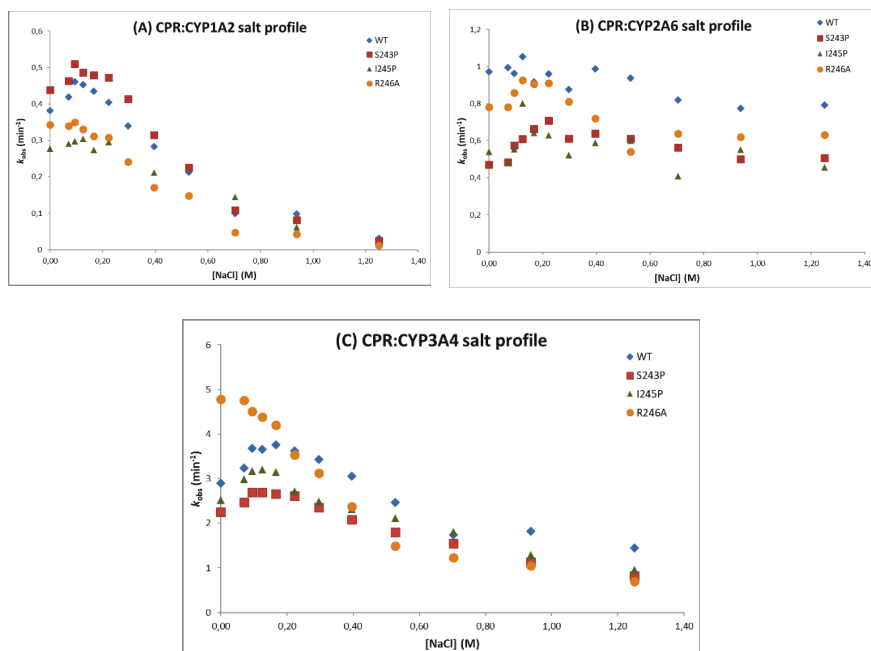 (A) CPR:CYP1A2 salt profile
0,6
0,5
0,4
0,3
0,2
0,1
0
k_obs (min⁻¹)
0,00 0,20 0,40 0,60 0,80 1,00 1,20 1,40
[NaCl] (M)
WT
S243P
I245P
R246A
(B) CPR:CYP2A6 salt profile
1,2
1
0,8
0,6
0,4
0,2
0
k_obs (min⁻¹)
0,00 0,20 0,40 0,60 0,80 1,00 1,20 1,40
[NaCl] (M)
WT
S243P
I245P
R246A
(C) CPR:CYP3A4 salt profile
6
5
4
3
2
1
0
k_obs (min⁻¹)
0,00 0,20 0,40 0,60 0,80 1,00 1,20 1,40
[NaCl] (M)
WT
S243P
I245P
R246A